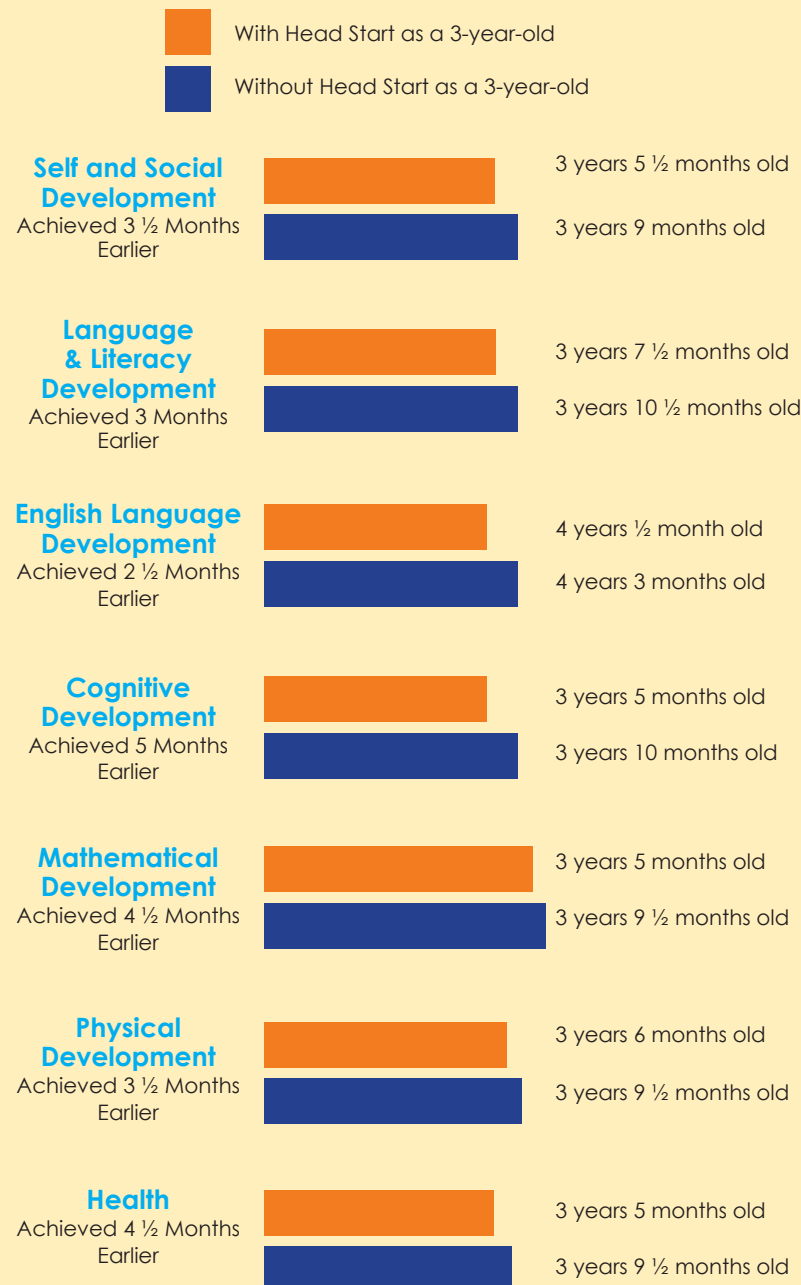 With Head Start as a 3-year-old
Without Head Start as a 3-year-old
Self and Social
Development
Achieved 3 ½ Months
Earlier
3 years 5 ½ months old
3 years 9 months old
Language
& Literacy
Development
Achieved 3 Months
Earlier
3 years 7 ½ months old
3 years 10 ½ months old
English Language
Development
Achieved 2 ½ Months
Earlier
4 years ½ month old
4 years 3 months old
Cognitive
Development
Achieved 5 Months
Earlier
3 years 5 months old
3 years 10 months old
Mathematical
Development
Achieved 4 ½ Months
Earlier
3 years 5 months old
3 years 9 ½ months old
Physical
Development
Achieved 3 ½ Months
Earlier
3 years 6 months old
3 years 9 ½ months old
Health
Achieved 4 ½ Months
Earlier
3 years 5 months old
3 years 9 ½ months old